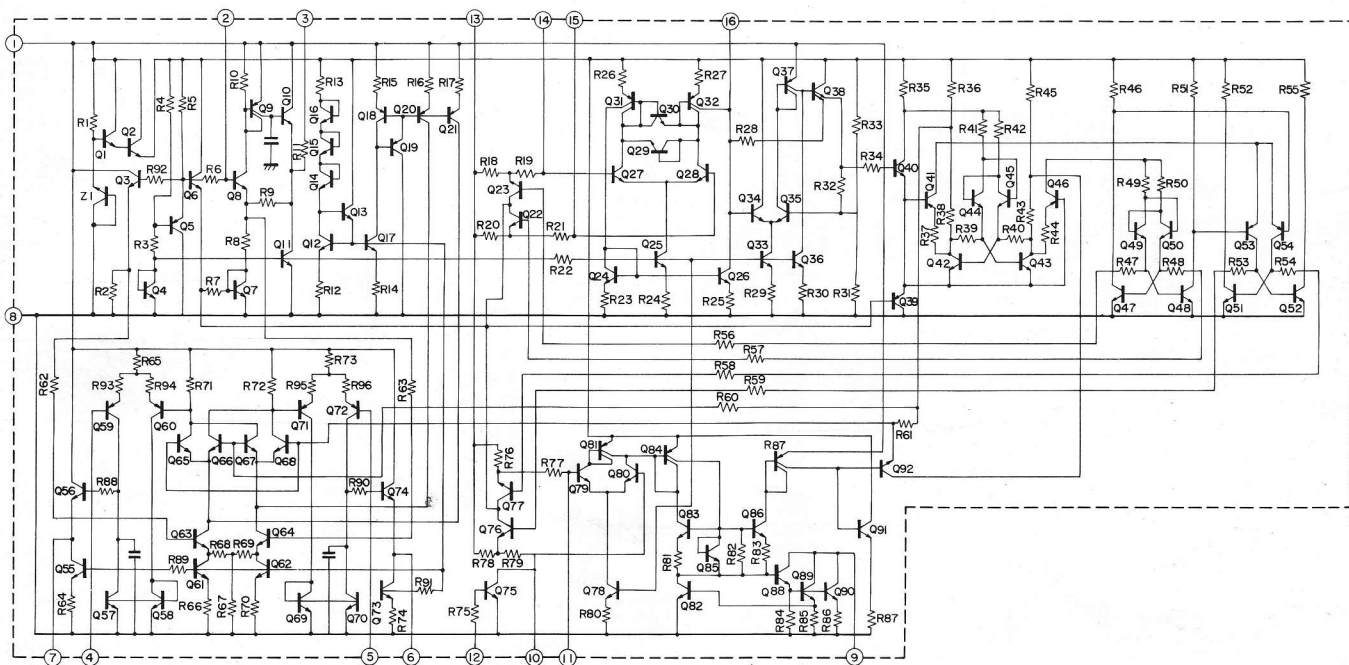 2 3 13 14 15 16
1
R10 R13 R15 R16 R17 R26 R27 Q37 R35 R36 R45 R46 R51 R52 R55
R4 R5 Q9 Q10 Q16 Q20 Q31 Q30 Q32 Q38
R1 Q2 Q18 Q21 R28 R33 R41 R42
Q1 R11 Q15 Q19 Q29 R34 Q40
Q3 R92 R6 Q14 R18 R19 R32 Q41 Q45 Q46 R49 R50
Z1 Q6 Q8 R9 Q23 Q27 Q28 Q34 Q35 R38 Q44 R43
Q5 Q13 Q22 R37 R39 R40 R44 Q49 Q50 Q53 Q54
R3 R8 Q11 Q12 Q17 R20 R21 Q25 Q33 Q36 Q42 Q43 R47 R48 R53 R54
R2 Q4 R7 Q7 R12 R14 R22 Q24 Q26 R31
R23 R24 R25 R29 R30 Q39 Q47 Q48 Q51 Q52
8
R56
R57
R65 R73 R58
R62 R93 R94 R71 R72 R95 R96 R63 R59
R60
Q59 Q60 Q71 Q72 R61
Q65 Q66 Q67 Q68 R76 Q81 Q84 R87
R77 Q80 Q92
Q56 R88 R90 Q74 Q77 Q79
Q63 Q64 Q76 Q83 Q86 Q91
R68 R69 R78 R79 R81 R82 R83
Q55 R89 Q61 Q62 Q85 Q89
R64 R66 R67 R70 R91 Q75 Q78 Q88 Q90
Q57 Q58 Q69 Q70 Q73 R74 R75 R80 Q82 R84 R85 R86 R87
7 4 5 6 12 10 11 9